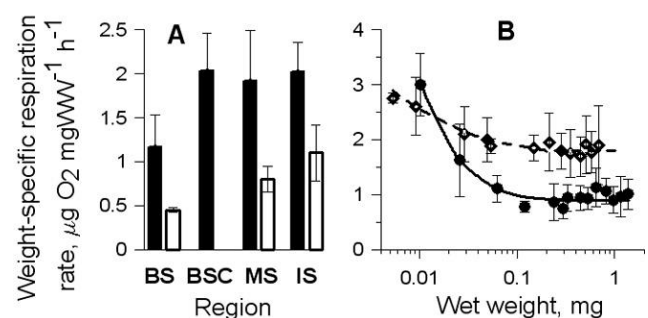 Weight-specific respiration
rate, µg O2 mgWW⁻¹ h⁻¹
A
2.5
2
1.5
1
0.5
0
BS BSC MS IS
Region
B
4
3
2
1
0
0.01 0.1 1
Wet weight, mg